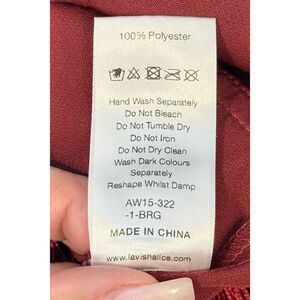 100% Polyester
Hand Wash Separately
Do Not Bleach
Do Not Tumble Dry
Do Not Iron
Do Not Dry Clean
Wash Dark Colours
Separately
Reshape Whilst Damp
AW15-322
-1-BRG
MADE IN CHINA
www.lavishalice.com